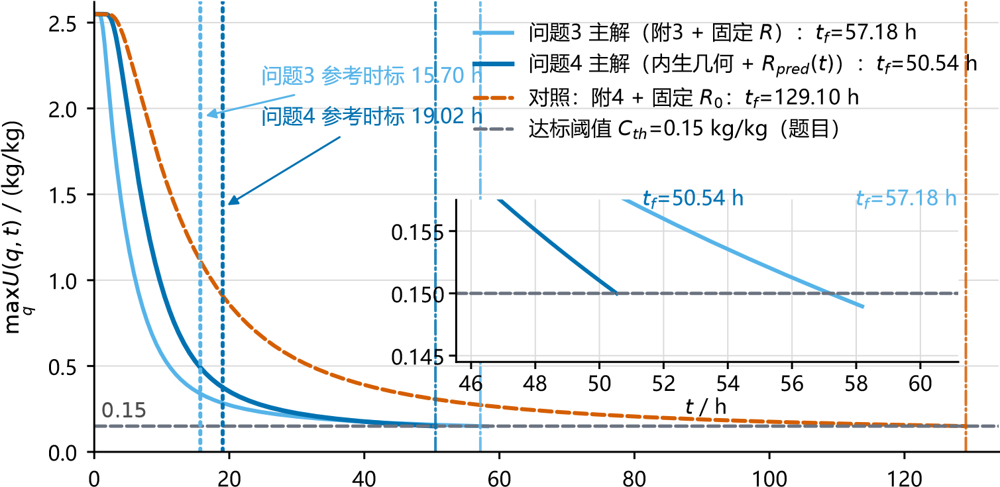 2.5
2.0
1.5
1.0
0.5
0.0
max U(q, t) / (kg/kg)
q
问题3 主解（附3 + 固定 R）：t_f=57.18 h
问题4 主解（内生几何 + R_pred(t)）：t_f=50.54 h
对照：附4 + 固定 R_0：t_f=129.10 h
达标阈值 C_th=0.15 kg/kg（题目）
问题3 参考时标 15.70 h
问题4 参考时标 19.02 h
t_f=50.54 h
t_f=57.18 h
0.155
0.150
0.145
46 48 50 52 54 56 58 60
t / h
0.15
0 20 40 60 80 100 120